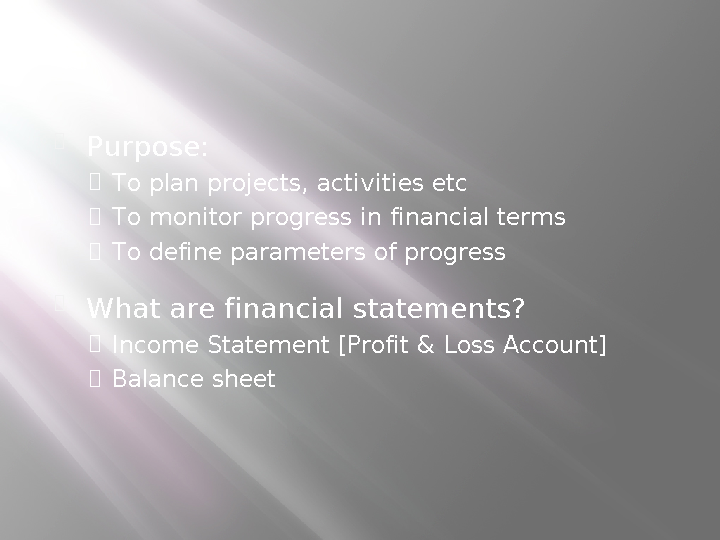 Purpose:
To plan projects, activities etc
To monitor progress in financial terms
To define parameters of progress
What are financial statements?
Income Statement [Profit & Loss Account]
Balance sheet